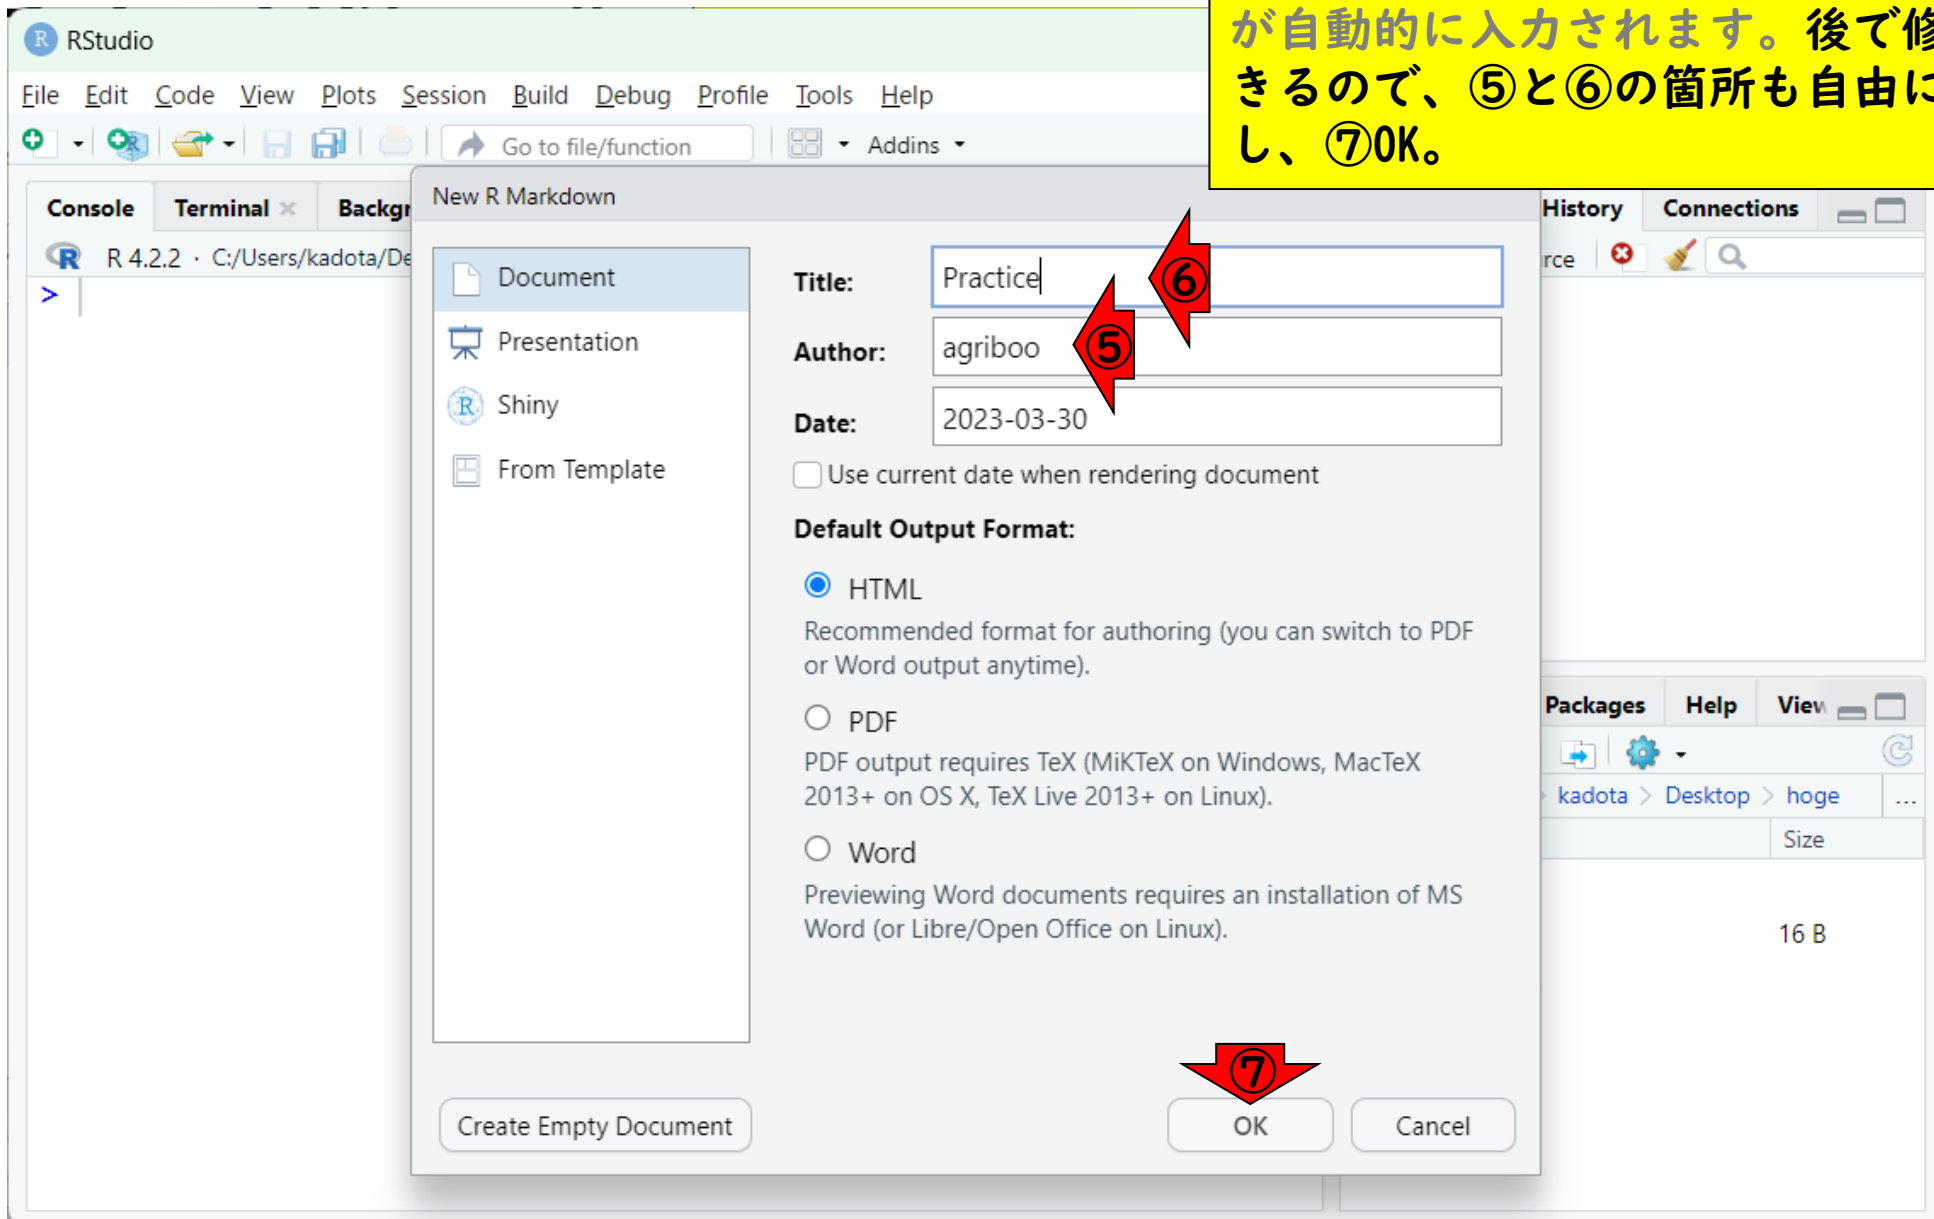 が自動的に入力されます。後で修
きるので、⑤と⑥の箇所も自由に
し、⑦OK。
RStudio
File Edit Code View Plots Session Build Debug Profile Tools Help
Go to file/function
Addins
Console Terminal Backgr
New R Markdown
History Connections
R 4.2.2 · C:/Users/kadota/De
rce
>
Document
Presentation
Shiny
From Template
Title: Practice
⑥
Author: agriboo
⑤
Date: 2023-03-30
Use current date when rendering document
Default Output Format:
HTML
Recommended format for authoring (you can switch to PDF
or Word output anytime).
PDF
PDF output requires TeX (MiKTeX on Windows, MacTeX
2013+ on OS X, TeX Live 2013+ on Linux).
Word
Previewing Word documents requires an installation of MS
Word (or Libre/Open Office on Linux).
⑦
Create Empty Document
OK
Cancel
Packages Help View
kadota > Desktop > hoge ...
Size
16 B